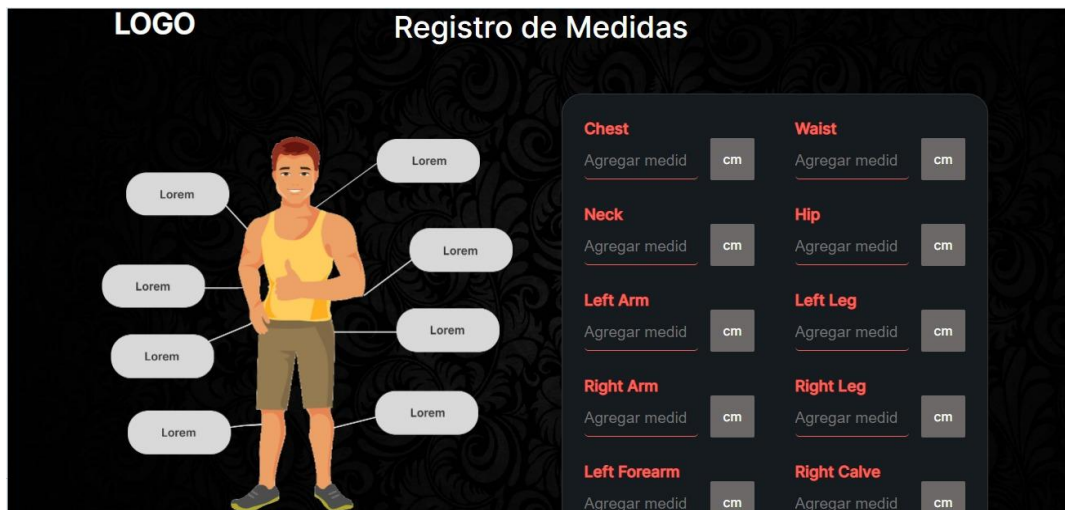 LOGO
Registro de Medidas
Lorem
Lorem
Lorem
Lorem
Lorem
Lorem
Lorem
Lorem
Chest Waist
Agregar medid cm Agregar medid cm
Neck Hip
Agregar medid cm Agregar medid cm
Left Arm Left Leg
Agregar medid cm Agregar medid cm
Right Arm Right Leg
Agregar medid cm Agregar medid cm
Left Forearm Right Calve
Agregar medid cm Agregar medid cm